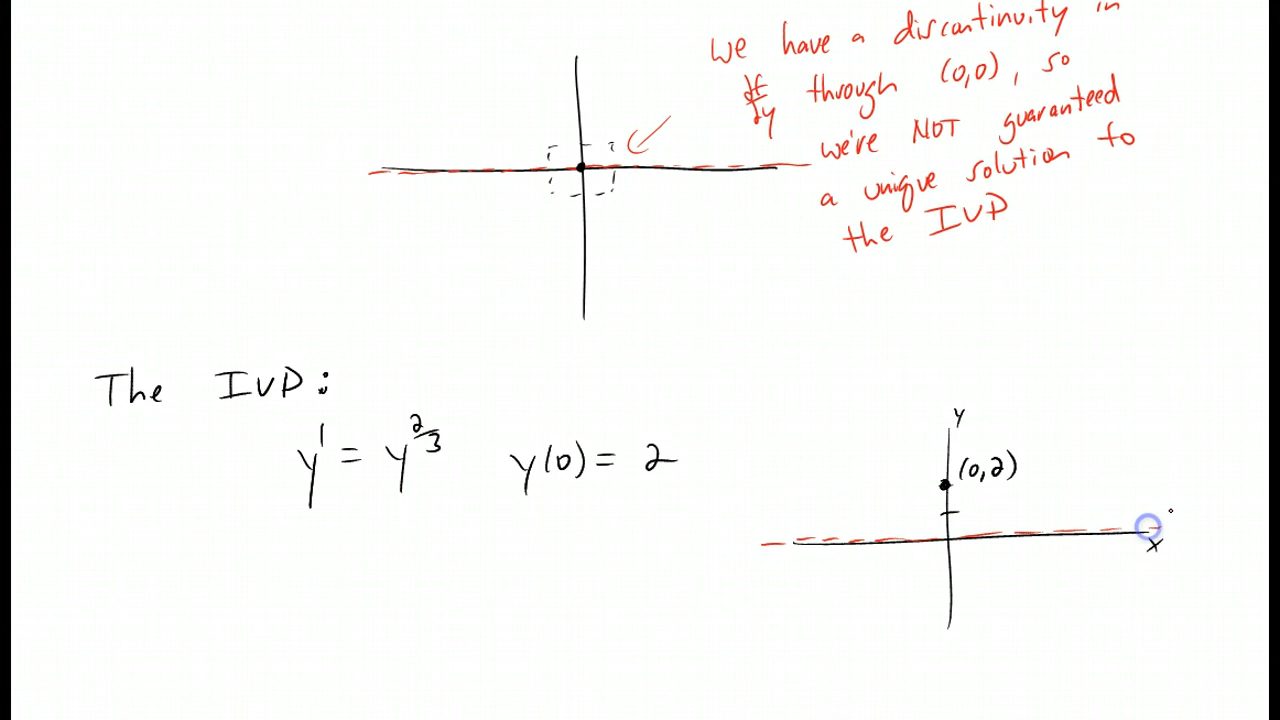 we have a discontinuity in
∂f/∂y through (0,0), so
we're NOT guaranteed
a unique solution to
the IVP
The IVP:
y' = y^(2/3) y(0) = 2
y
(0,2)
x